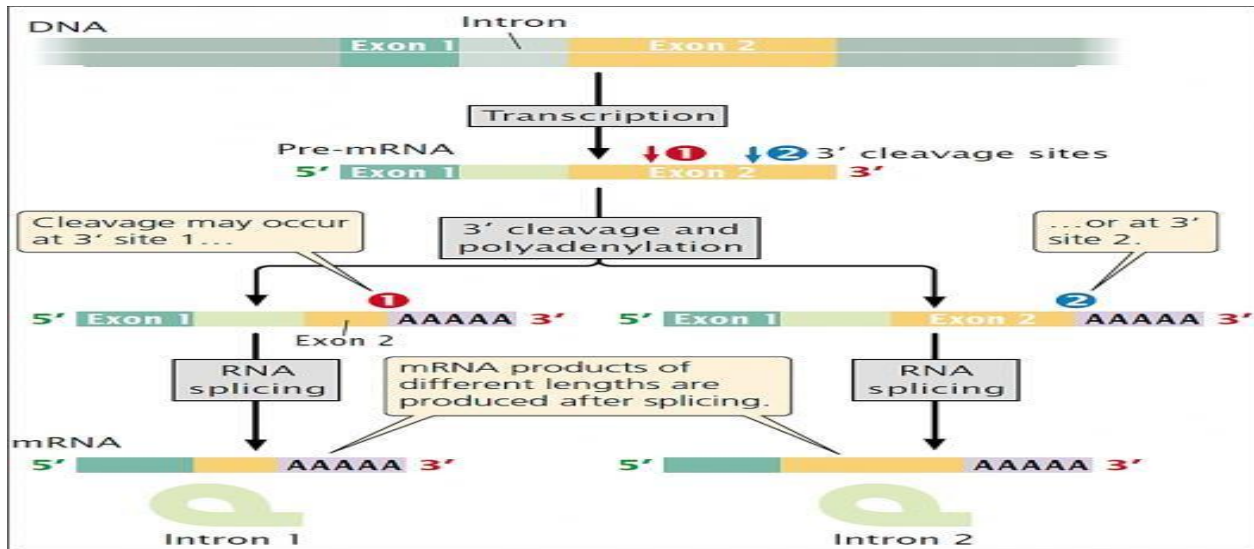 DNA
Intron
Exon 1
Exon 2
Transcription
Pre-mRNA
1
2 3′ cleavage sites
5′ Exon 1 Exon 2 3′
Cleavage may occur
at 3′ site 1…
3′ cleavage and
polyadenylation
…or at 3′
site 2.
1
2
5′ Exon 1 AAAAA 3′
Exon 2
5′ Exon 1 Exon 2 AAAAA 3′
RNA
splicing
mRNA products of
different lengths are
produced after splicing.
RNA
splicing
mRNA
5′ AAAAA 3′
5′ AAAAA 3′
Intron 1
Intron 2